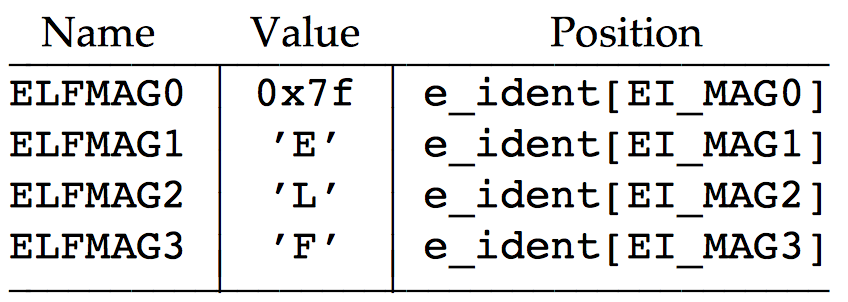 Name Value Position
ELFMAG0 0x7f e_ident[EI_MAG0]
ELFMAG1 ’E’ e_ident[EI_MAG1]
ELFMAG2 ’L’ e_ident[EI_MAG2]
ELFMAG3 ’F’ e_ident[EI_MAG3]